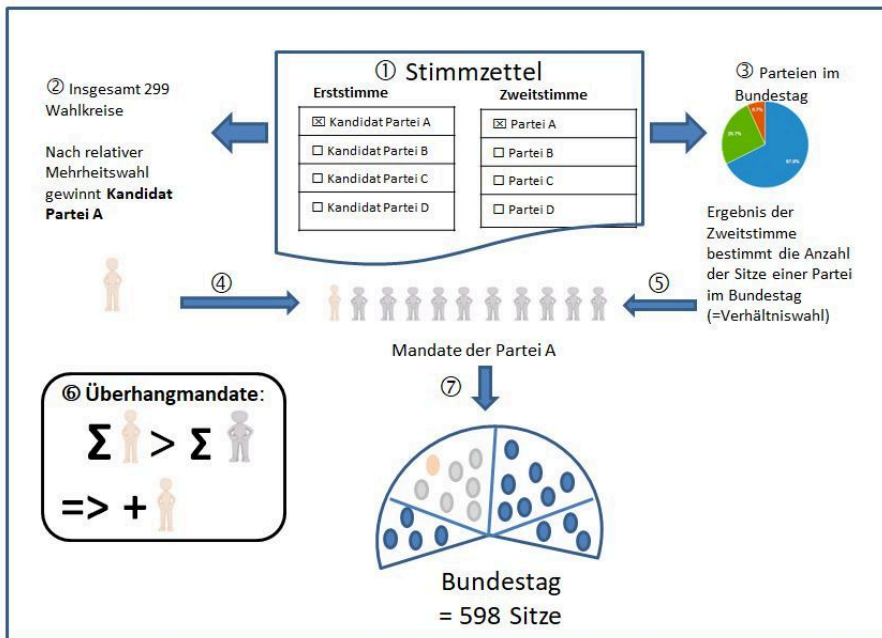 ① Stimmzettel
Erststimme
☒ Kandidat Partei A
☐ Kandidat Partei B
☐ Kandidat Partei C
☐ Kandidat Partei D
Zweitstimme
☒ Partei A
☐ Partei B
☐ Partei C
☐ Partei D
② Insgesamt 299
Wahlkreise
Nach relativer
Mehrheitswahl
gewinnt Kandidat
Partei A
③ Parteien im
Bundestag
Ergebnis der
Zweitstimme
bestimmt die Anzahl
der Sitze einer Partei
im Bundestag
(=Verhältniswahl)
④
⑤
Mandate der Partei A
⑥ Überhangmandate:
Σ > Σ
=> +
⑦
Bundestag
= 598 Sitze